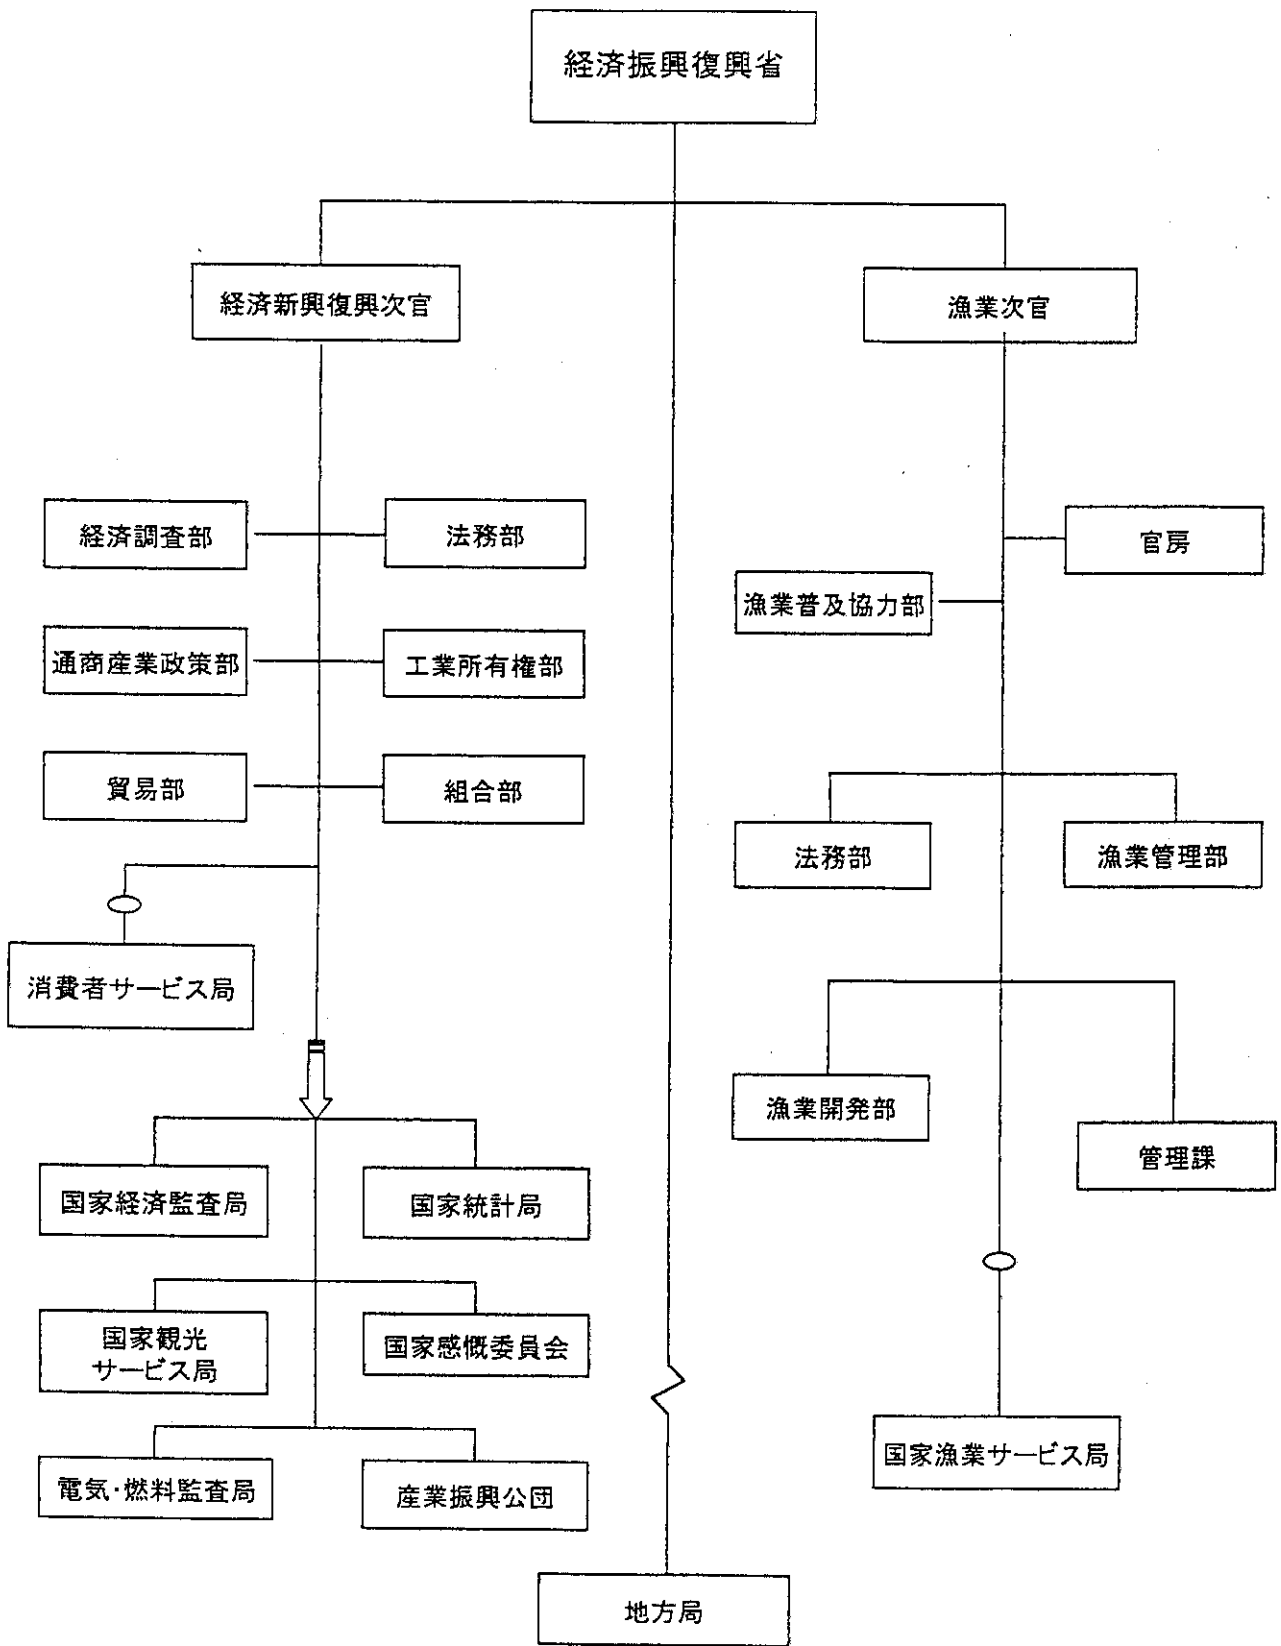 経済振興復興省
経済新興復興次官
漁業次官
経済調査部
法務部
官房
漁業普及協力部
通商産業政策部
工業所有権部
貿易部
組合部
法務部
漁業管理部
消費者サービス局
漁業開発部
管理課
国家経済監査局
国家統計局
国家観光
サービス局
国家感慨委員会
国家漁業サービス局
電気・燃料監査局
産業振興公団
地方局